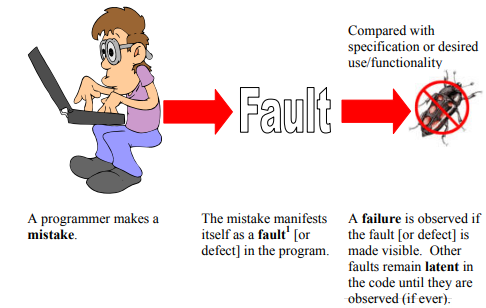 Compared with
specification or desired
use/functionality
Fault
A programmer makes a
mistake.
The mistake manifests
itself as a fault¹ [or
defect] in the program.
A failure is observed if
the fault [or defect] is
made visible.  Other
faults remain latent in
the code until they are
observed (if ever).